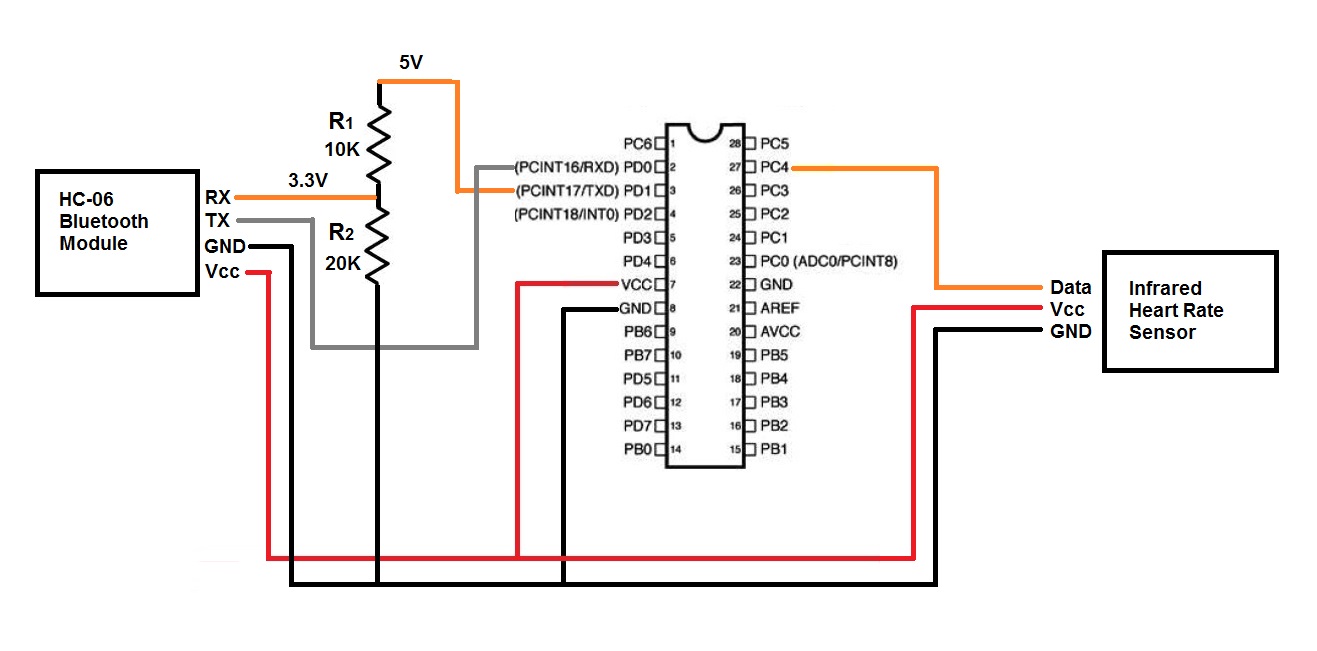 5V
R1
10K
3.3V
R2
20K
HC-06
Bluetooth
Module
RX
TX
GND
Vcc
PC6 1
(PCINT16/RXD) PD0 2
(PCINT17/TXD) PD1 3
(PCINT18/INT0) PD2 4
PD3 5
PD4 6
VCC 7
GND 8
PB6 9
PB7 10
PD5 11
PD6 12
PD7 13
PB0 14
28 PC5
27 PC4
26 PC3
25 PC2
24 PC1
23 PC0 (ADC0/PCINT8)
22 GND
21 AREF
20 AVCC
19 PB5
18 PB4
17 PB3
16 PB2
15 PB1
Data
Vcc
GND
Infrared
Heart Rate
Sensor